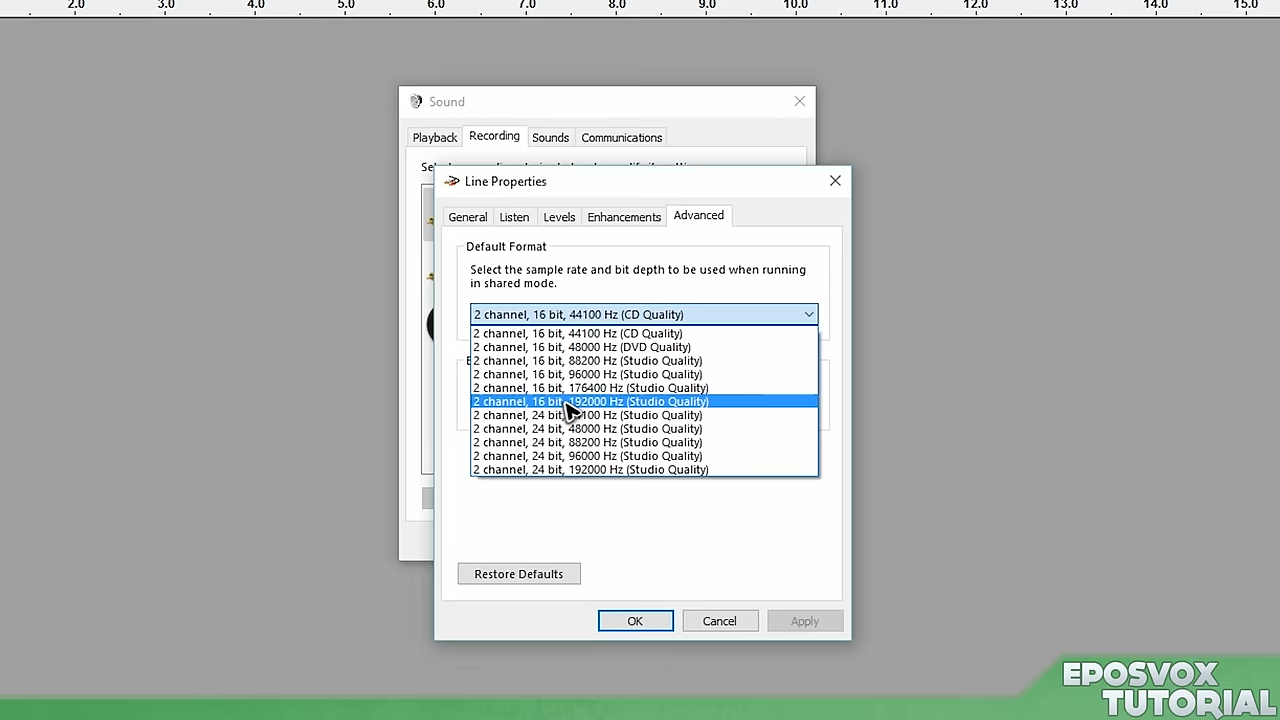 2.0 3.0 4.0 5.0 6.0 7.0 8.0 9.0 10.0 11.0 12.0 13.0 14.0 15.0
Sound
Playback Recording Sounds Communications
Line Properties
General Listen Levels Enhancements Advanced
Default Format
Select the sample rate and bit depth to be used when running
in shared mode.
2 channel, 16 bit, 44100 Hz (CD Quality)
2 channel, 16 bit, 44100 Hz (CD Quality)
2 channel, 16 bit, 48000 Hz (DVD Quality)
2 channel, 16 bit, 88200 Hz (Studio Quality)
2 channel, 16 bit, 96000 Hz (Studio Quality)
2 channel, 16 bit, 176400 Hz (Studio Quality)
2 channel, 16 bit, 192000 Hz (Studio Quality)
2 channel, 24 bit, 44100 Hz (Studio Quality)
2 channel, 24 bit, 48000 Hz (Studio Quality)
2 channel, 24 bit, 88200 Hz (Studio Quality)
2 channel, 24 bit, 96000 Hz (Studio Quality)
2 channel, 24 bit, 192000 Hz (Studio Quality)
Restore Defaults
OK Cancel Apply
EPOSVOX
TUTORIAL